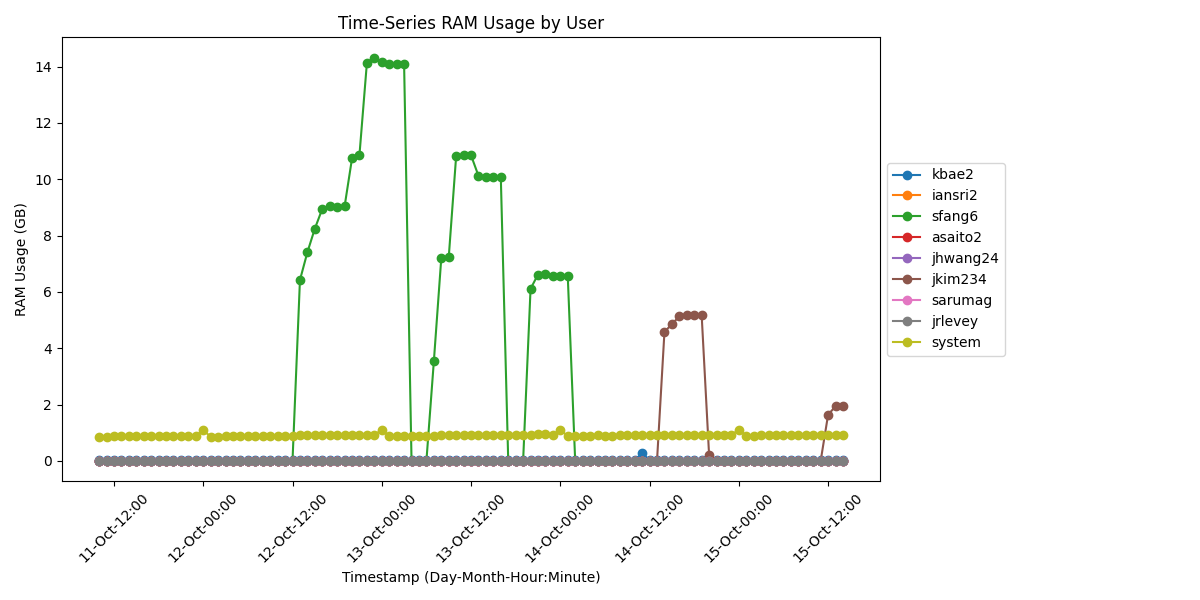 Time-Series RAM Usage by User
RAM Usage (GB)
14
12
10
8
6
4
2
0
11-Oct-12:00
12-Oct-00:00
12-Oct-12:00
13-Oct-00:00
13-Oct-12:00
14-Oct-00:00
14-Oct-12:00
15-Oct-00:00
15-Oct-12:00
Timestamp (Day-Month-Hour:Minute)
kbae2
iansri2
sfang6
asaito2
jhwang24
jkim234
sarumag
jrlevey
system